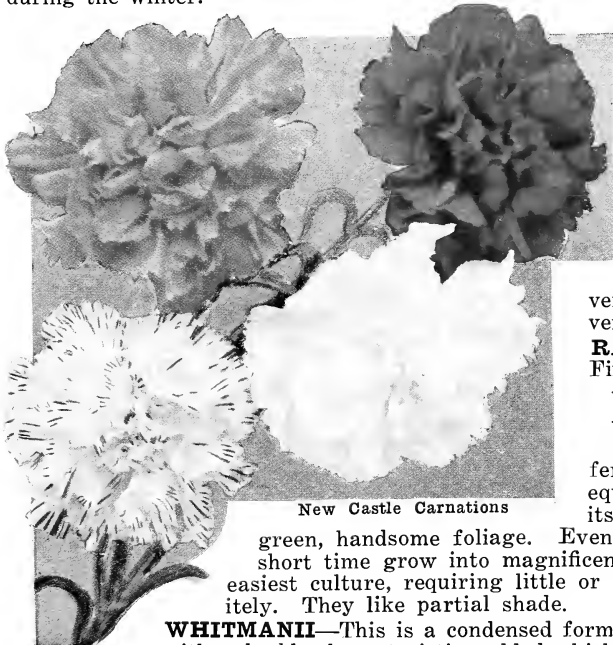 during the winter.
ver
ver
R
Fi
fer
equ
its
New Castle Carnations
green, handsome foliage. Even
short time grow into magnificen
easiest culture, requiring little or
itely. They like partial shade.
WHITMANII—This is a condensed form